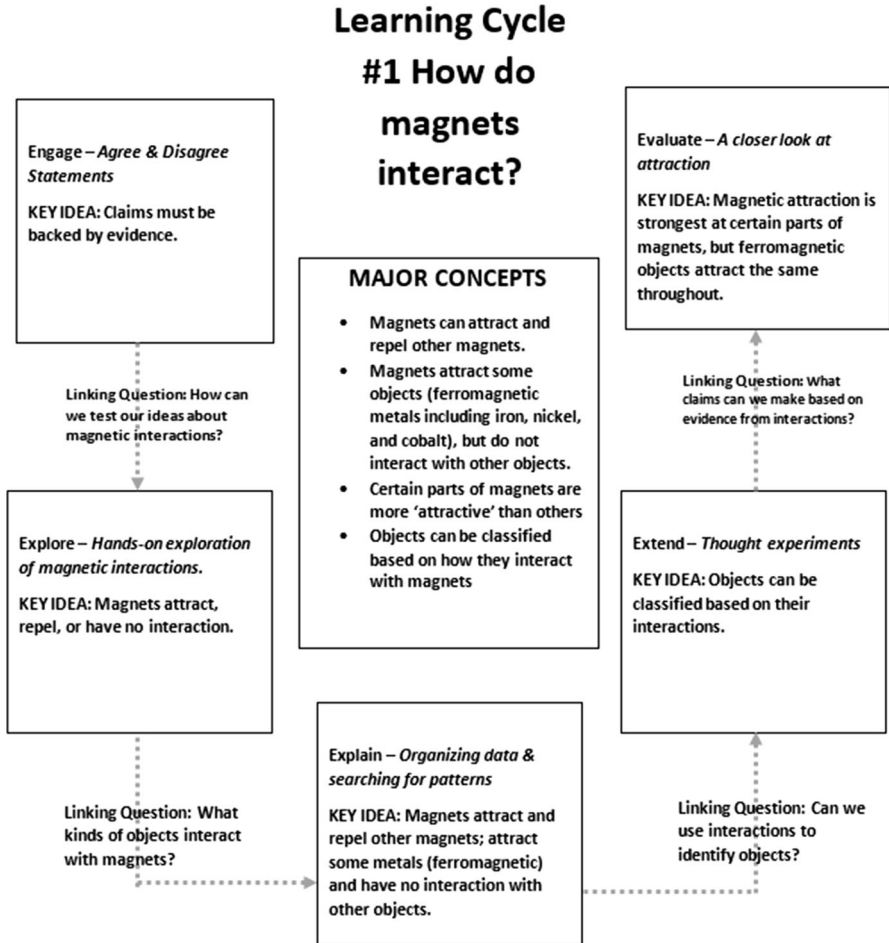 Learning Cycle
#1 How do
magnets
interact?
Engage – Agree & Disagree
Statements
KEY IDEA: Claims must be
backed by evidence.
Linking Question: How can
we test our ideas about
magnetic interactions?
Explore – Hands-on exploration
of magnetic interactions.
KEY IDEA: Magnets attract,
repel, or have no interaction.
Linking Question: What
kinds of objects interact
with magnets?
MAJOR CONCEPTS
• Magnets can attract and
repel other magnets.
• Magnets attract some
objects (ferromagnetic
metals including iron, nickel,
and cobalt), but do not
interact with other objects.
• Certain parts of magnets are
more ‘attractive’ than others
• Objects can be classified
based on how they interact
with magnets
Explain – Organizing data &
searching for patterns
KEY IDEA: Magnets attract and
repel other magnets; attract
some metals (ferromagnetic)
and have no interaction with
other objects.
Linking Question: Can we
use interactions to
identify objects?
Extend – Thought experiments
KEY IDEA: Objects can be
classified based on their
interactions.
Linking Question: What
claims can we make based on
evidence from interactions?
Evaluate – A closer look at
attraction
KEY IDEA: Magnetic attraction is
strongest at certain parts of
magnets, but ferromagnetic
objects attract the same
throughout.